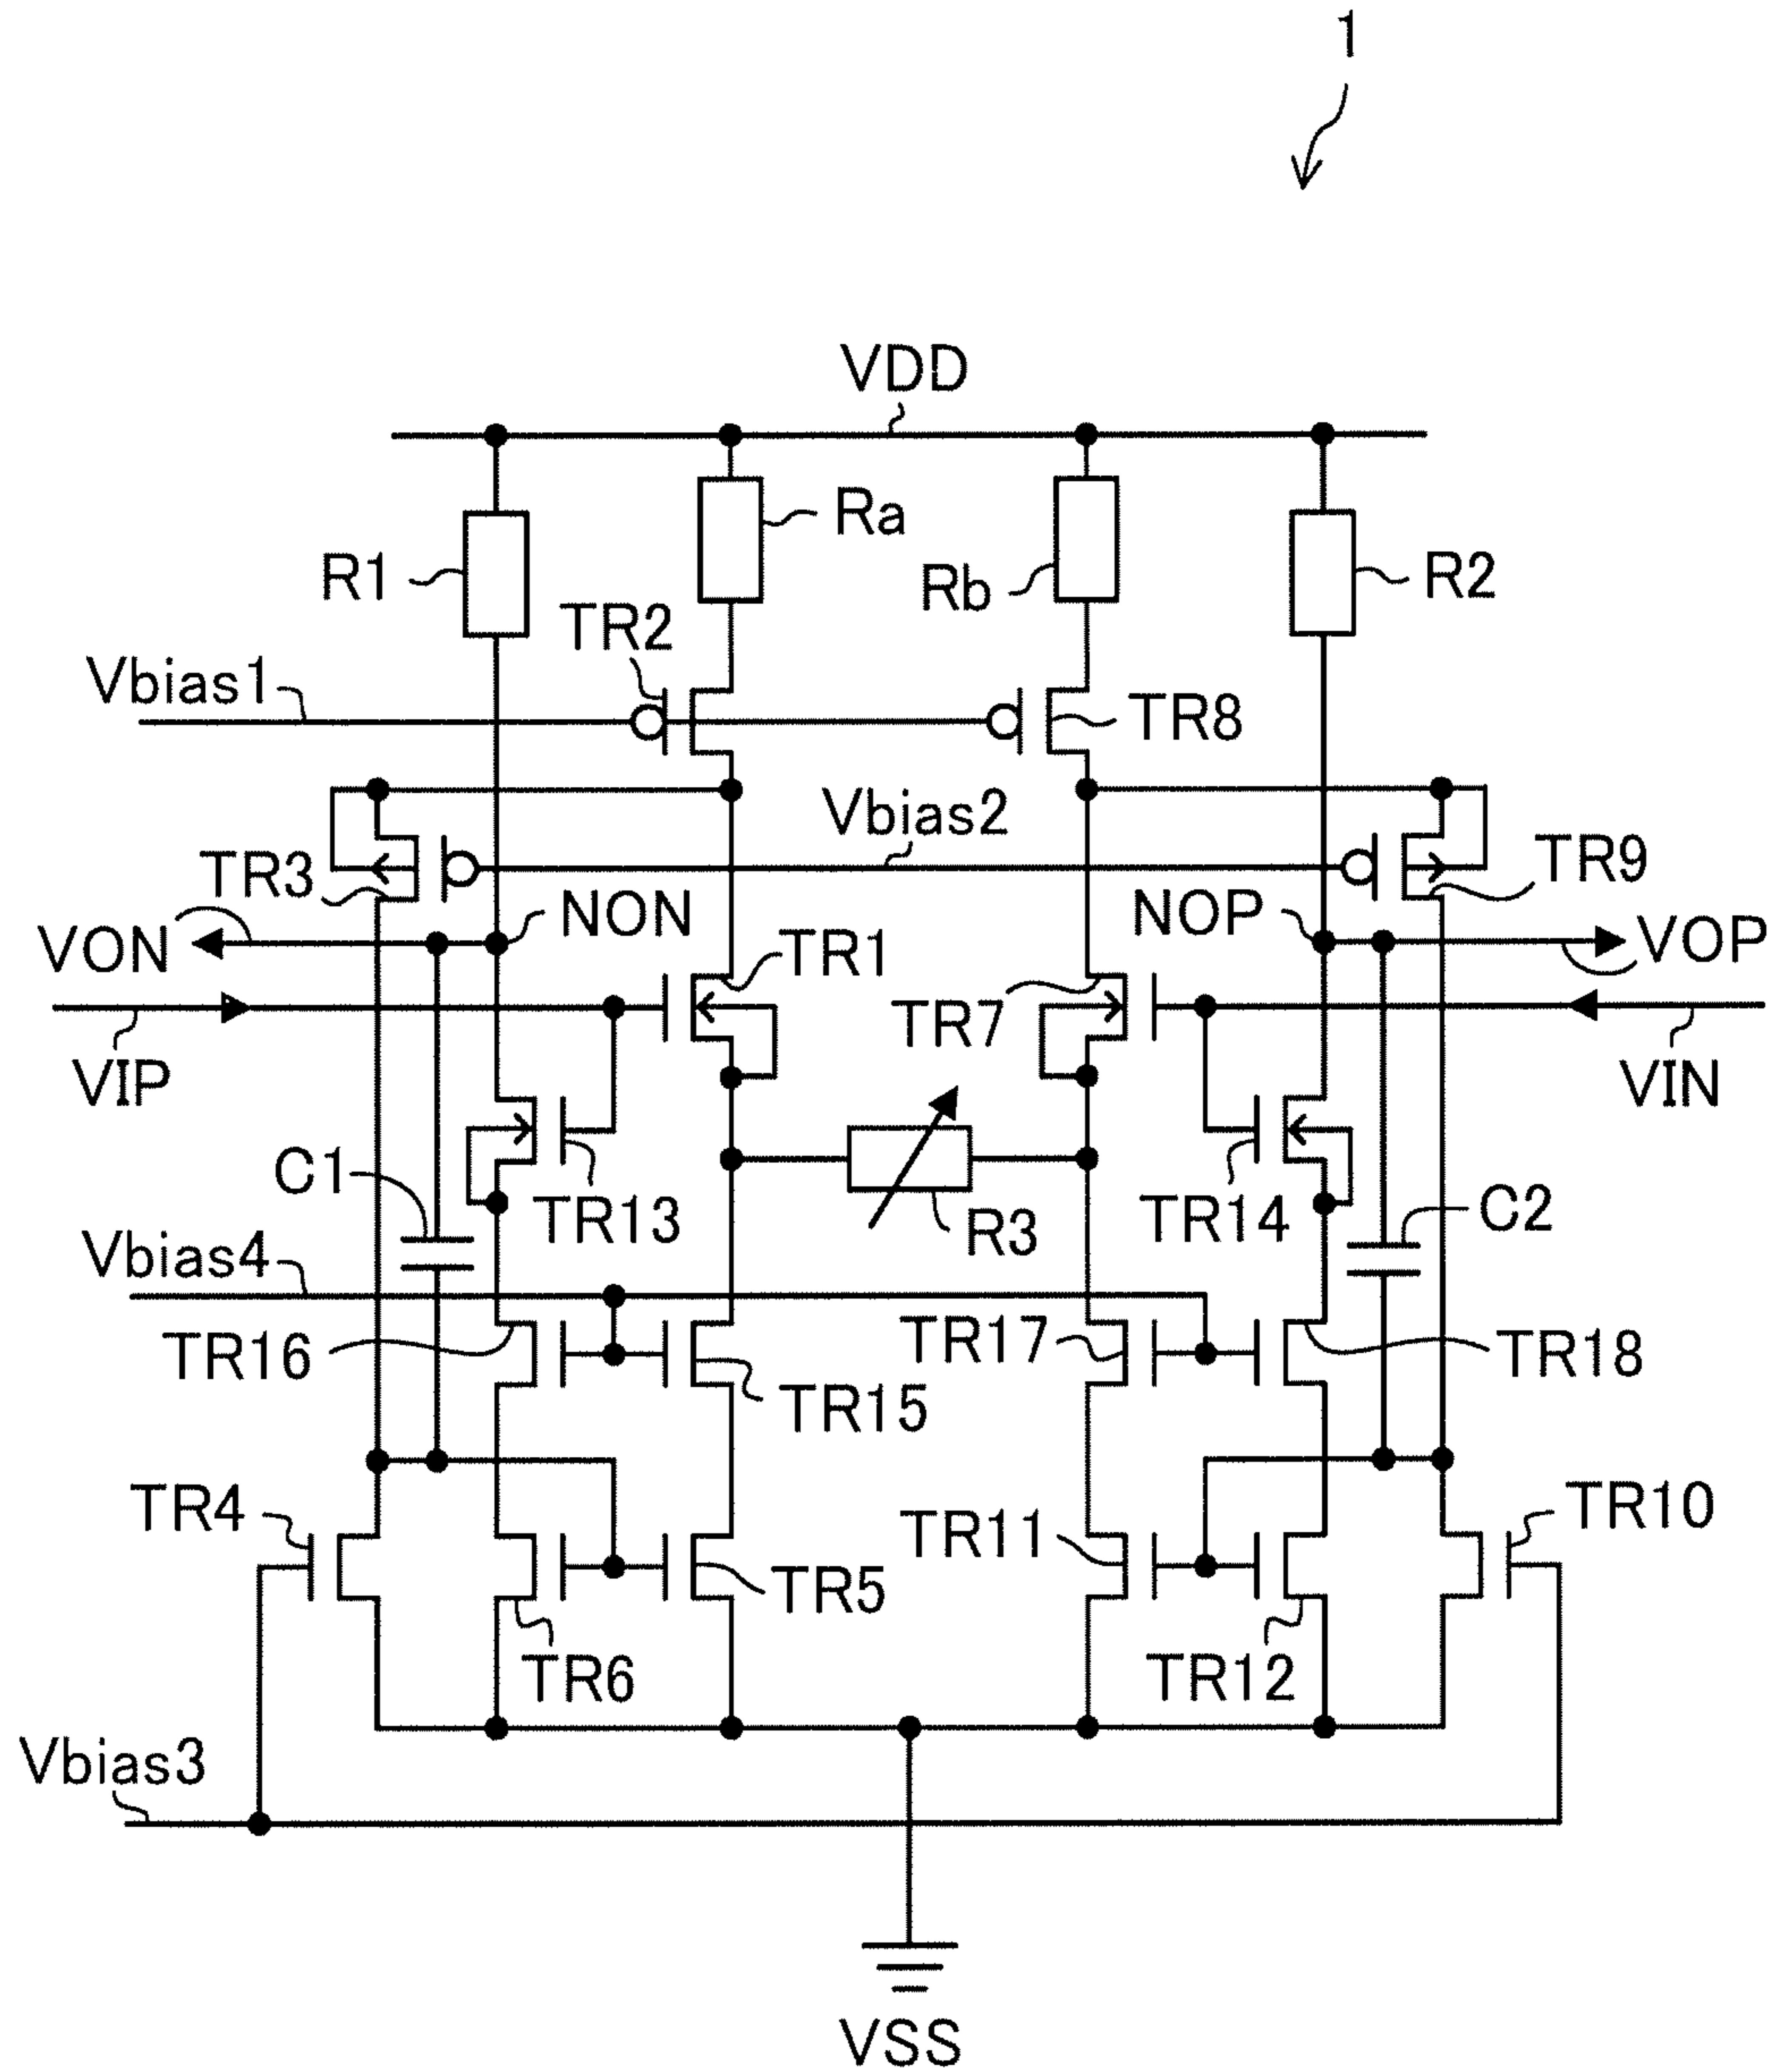 1
VDD
Ra
R1
Rb
R2
TR2
Vbias1
TR8
Vbias2
TR3
TR9
NON
NOP
VON
TR1
VOP
TR7
VIP
VIN
C1
TR13
TR14
C2
R3
Vbias4
TR16
TR17
TR18
TR15
TR4
TR10
TR11
TR5
TR6
TR12
Vbias3
VSS